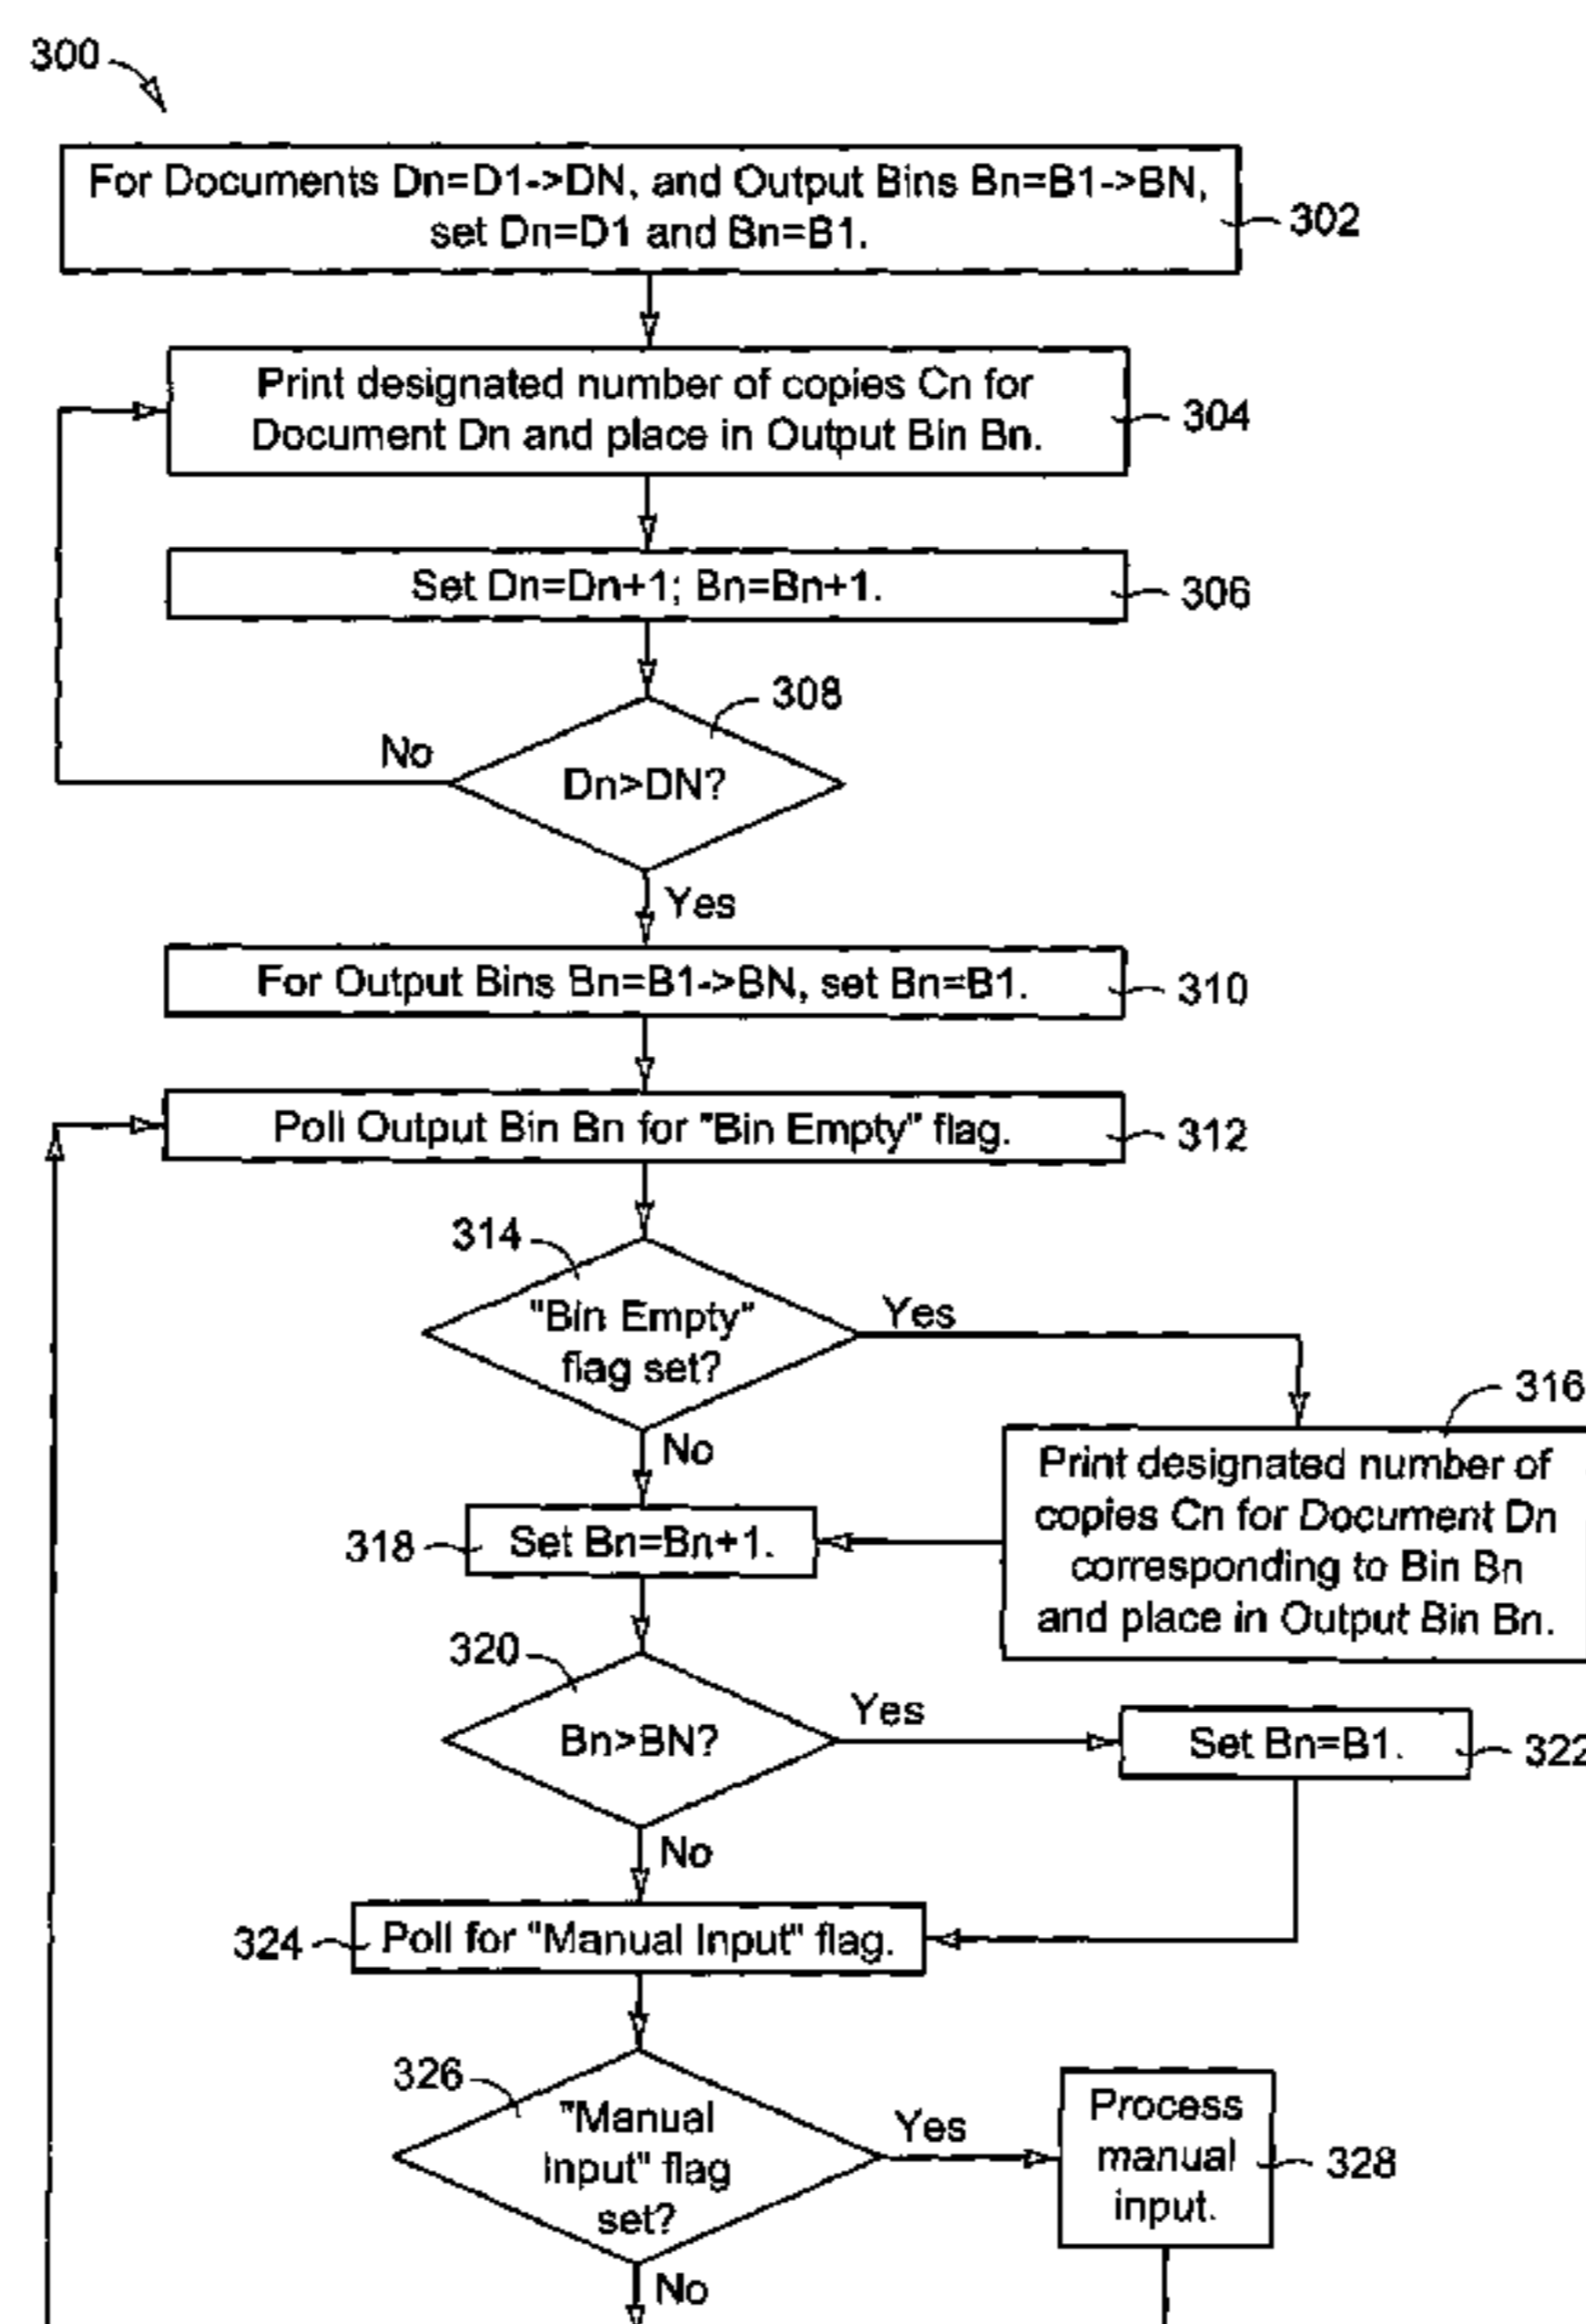 300
For Documents Dn=D1->DN, and Output Bins Bn=B1->BN,
set Dn=D1 and Bn=B1.
302
Print designated number of copies Cn for
Document Dn and place in Output Bin Bn.
304
Set Dn=Dn+1; Bn=Bn+1.
306
308
No
Dn>DN?
Yes
For Output Bins Bn=B1->BN, set Bn=B1.
310
Poll Output Bin Bn for "Bin Empty" flag.
312
314
"Bin Empty"
flag set?
Yes
316
No
Print designated number of
copies Cn for Document Dn
corresponding to Bin Bn
and place in Output Bin Bn.
318
Set Bn=Bn+1.
320
Bn>BN?
Yes
Set Bn=B1.
322
No
324
Poll for "Manual Input" flag.
326
"Manual
Input" flag
set?
Yes
Process
manual
input.
328
No